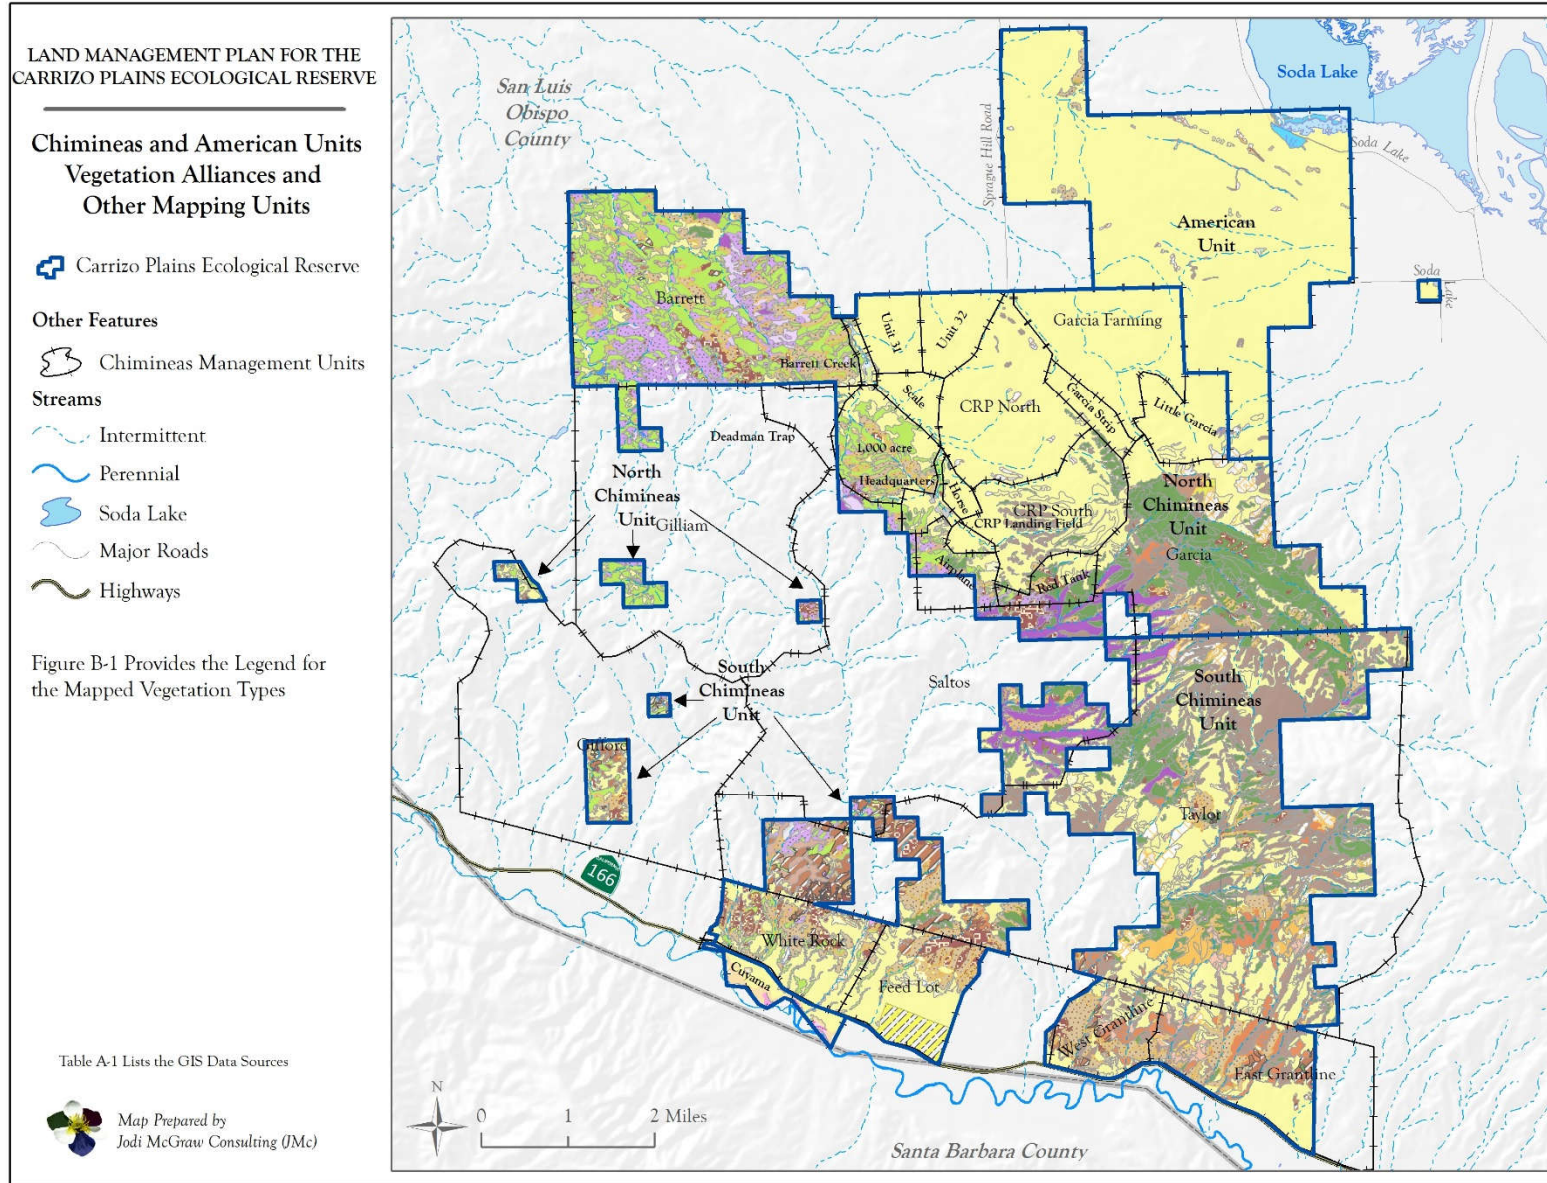 LAND MANAGEMENT PLAN FOR THE
CARRIZO PLAINS ECOLOGICAL RESERVE
Chimineas and American Units
Vegetation Alliances and
Other Mapping Units
Carrizo Plains Ecological Reserve
Other Features
Chimineas Management Units
Streams
Intermittent
Perennial
Soda Lake
Major Roads
Highways
Figure B-1 Provides the Legend for
the Mapped Vegetation Types
Table A-1 Lists the GIS Data Sources
Map Prepared by
Jodi McGraw Consulting (JMc)
San Luis
Obispo
County
Sprague Hill Road
Soda Lake
Soda Lake
American
Unit
Soda
Lake
Barrett
Barrett Creek
Unit 31
Unit 32
Garcia Farming
Scale
CRP North
Garcia Strip
Little Garcia
Deadman Trap
1,000 acre
Headquarters
Horse
CRP South
CRP Landing Field
North
Chimineas
Unit
Garcia
North
Chimineas
Unit
Gilliam
Airplane
Red Tank
South
Chimineas
Unit
Saltos
South
Chimineas
Unit
Gifford
Taylor
CALIFORNIA
166
White Rock
Cuyama
Feed Lot
West Grantline
East Grantline
N
0 1 2 Miles
Santa Barbara County